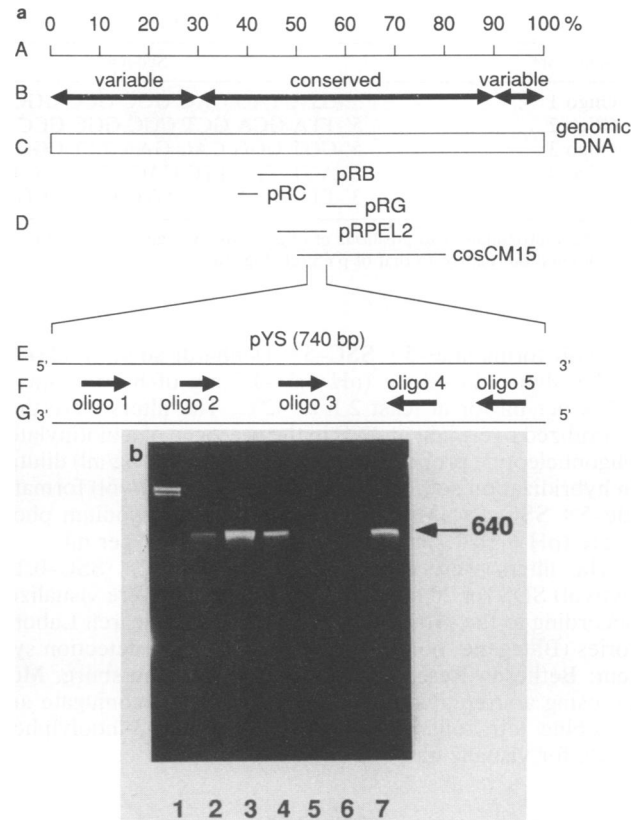 a
0 10 20 30 40 50 60 70 80 90 100 %
A
variable conserved variable
B
genomic
C DNA
pRB
pRC
pRG
D
pRPEL2
cosCM15
pYS (740 bp)
E 5' 3'
F oligo 1 oligo 2 oligo 3 oligo 4 oligo 5
G 3' 5'
b
640
1 2 3 4 5 6 7